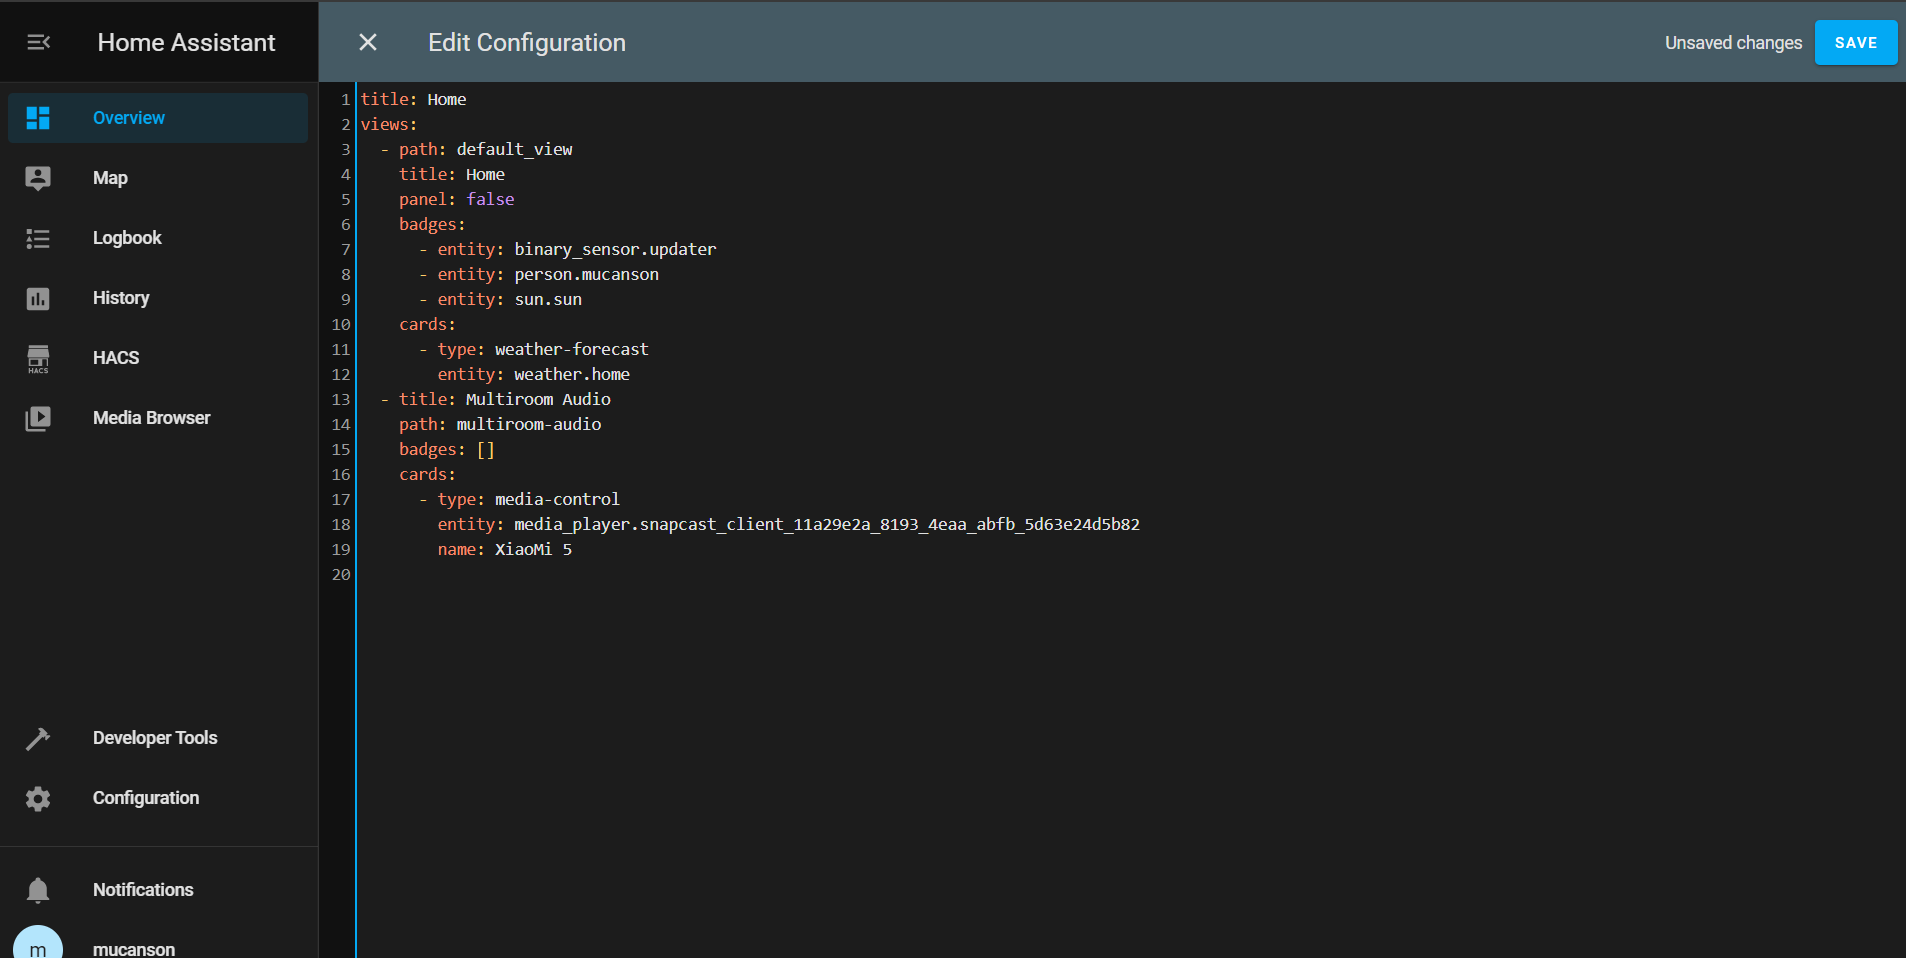 Home Assistant
Edit Configuration
Unsaved changes
SAVE
Overview
Map
Logbook
History
HACS
HACS
Media Browser
Developer Tools
Configuration
Notifications
m
mucanson
1 title: Home
2 views:
3   - path: default_view
4     title: Home
5     panel: false
6     badges:
7       - entity: binary_sensor.updater
8       - entity: person.mucanson
9       - entity: sun.sun
10     cards:
11       - type: weather-forecast
12         entity: weather.home
13   - title: Multiroom Audio
14     path: multiroom-audio
15     badges: []
16     cards:
17       - type: media-control
18         entity: media_player.snapcast_client_11a29e2a_8193_4eaa_abfb_5d63e24d5b82
19         name: XiaoMi 5
20